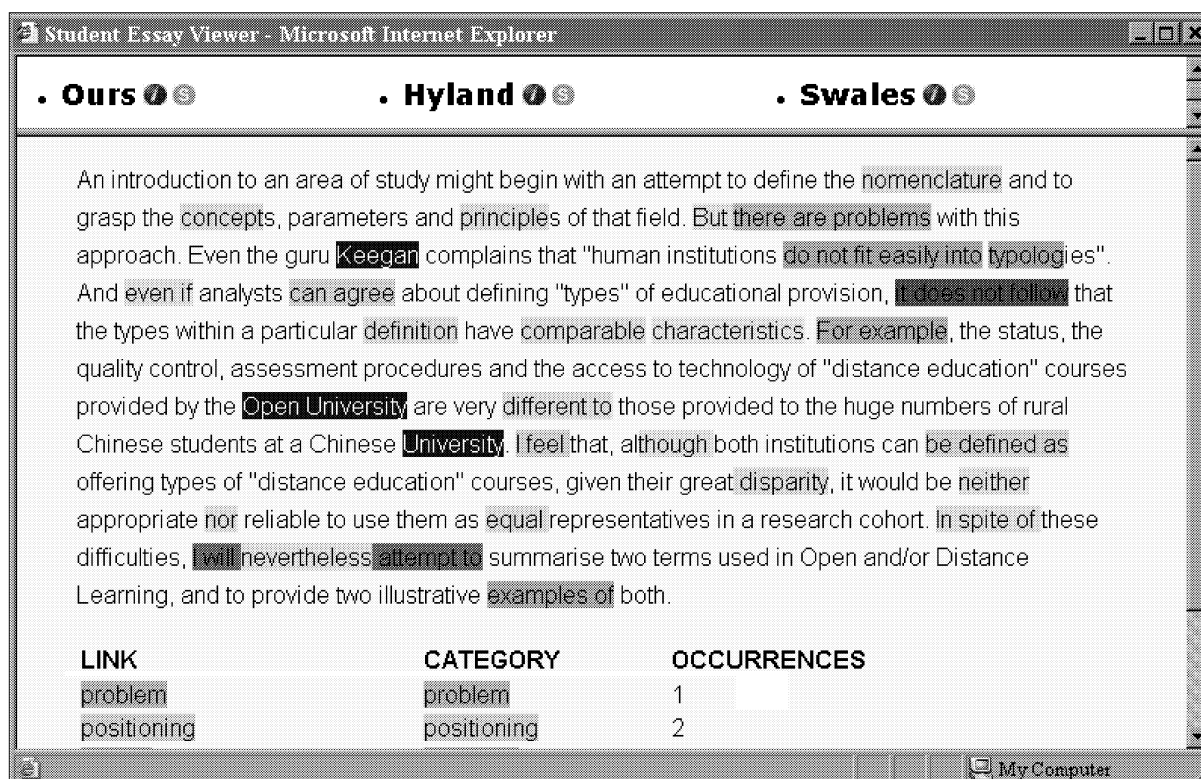 Student Essay Viewer - Microsoft Internet Explorer
• Ours i S • Hyland i S • Swales i S
An introduction to an area of study might begin with an attempt to define the nomenclature and to
grasp the concepts, parameters and principles of that field. But there are problems with this
approach. Even the guru Keegan complains that "human institutions do not fit easily into typologies".
And even if analysts can agree about defining "types" of educational provision, it does not follow that
the types within a particular definition have comparable characteristics. For example, the status, the
quality control, assessment procedures and the access to technology of "distance education" courses
provided by the Open University are very different to those provided to the huge numbers of rural
Chinese students at a Chinese University. I feel that, although both institutions can be defined as
offering types of "distance education" courses, given their great disparity, it would be neither
appropriate nor reliable to use them as equal representatives in a research cohort. In spite of these
difficulties, I will nevertheless attempt to summarise two terms used in Open and/or Distance
Learning, and to provide two illustrative examples of both.
LINK CATEGORY OCCURRENCES
problem problem 1
positioning positioning 2
My Computer